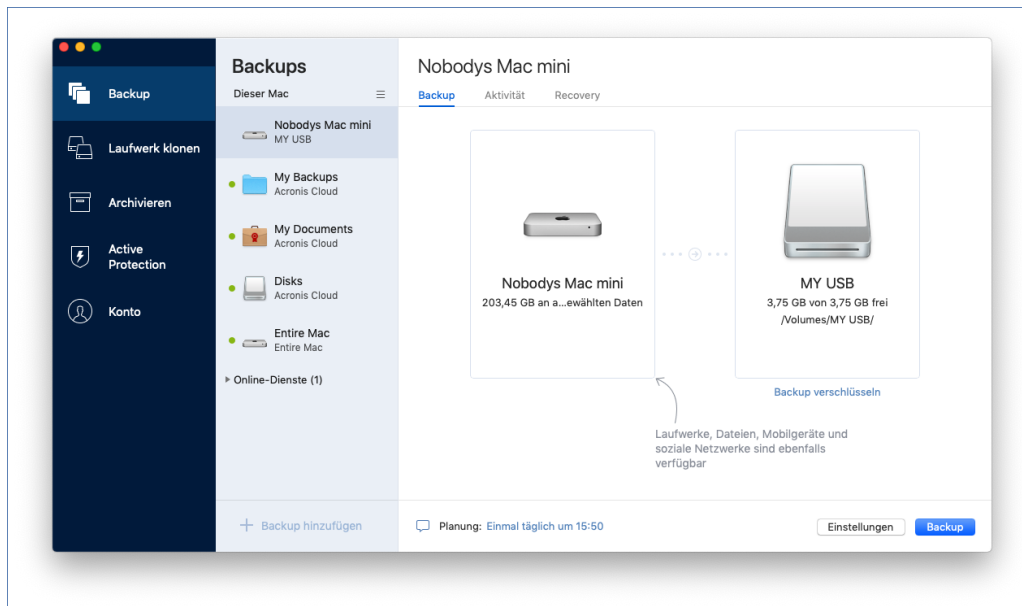 Backup
Laufwerk klonen
Archivieren
Active
Protection
Konto
Backups
Dieser Mac
Nobodys Mac mini
MY USB
My Backups
Acronis Cloud
My Documents
Acronis Cloud
Disks
Acronis Cloud
Entire Mac
Entire Mac
Online-Dienste (1)
Backup hinzufügen
Nobodys Mac mini
Backup Aktivität Recovery
Nobodys Mac mini
203,45 GB an a...ewählten Daten
MY USB
3,75 GB von 3,75 GB frei
/Volumes/MY USB/
Backup verschlüsseln
Laufwerke, Dateien, Mobilgeräte und
soziale Netzwerke sind ebenfalls
verfügbar
Planung: Einmal täglich um 15:50
Einstellungen
Backup